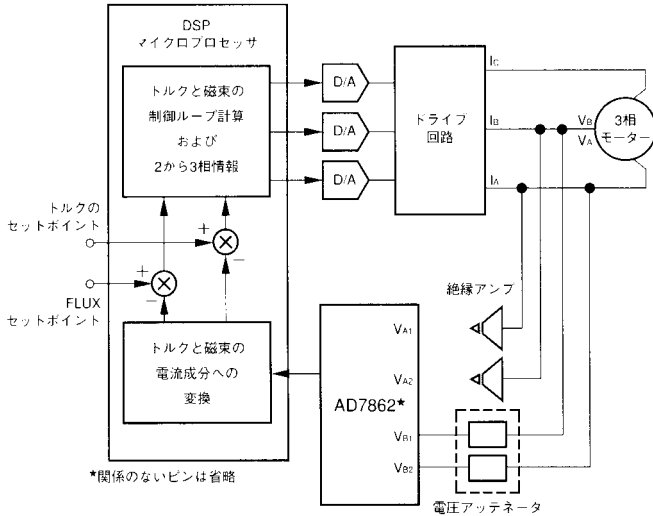 DSP
マイクロプロセッサ
トルクと磁束の
制御ループ計算
および
2から3相情報
D/A
D/A
D/A
ドライブ
回路
IC
IB
IA
VB
VA
3相
モーター
トルクの
セットポイント
+
−
+
−
FLUX
セットポイント
トルクと磁束の
電流成分への
変換
絶縁アンプ
VA1
VA2
AD7862★
VB1
VB2
電圧アッテネータ
★関係のないピンは省略